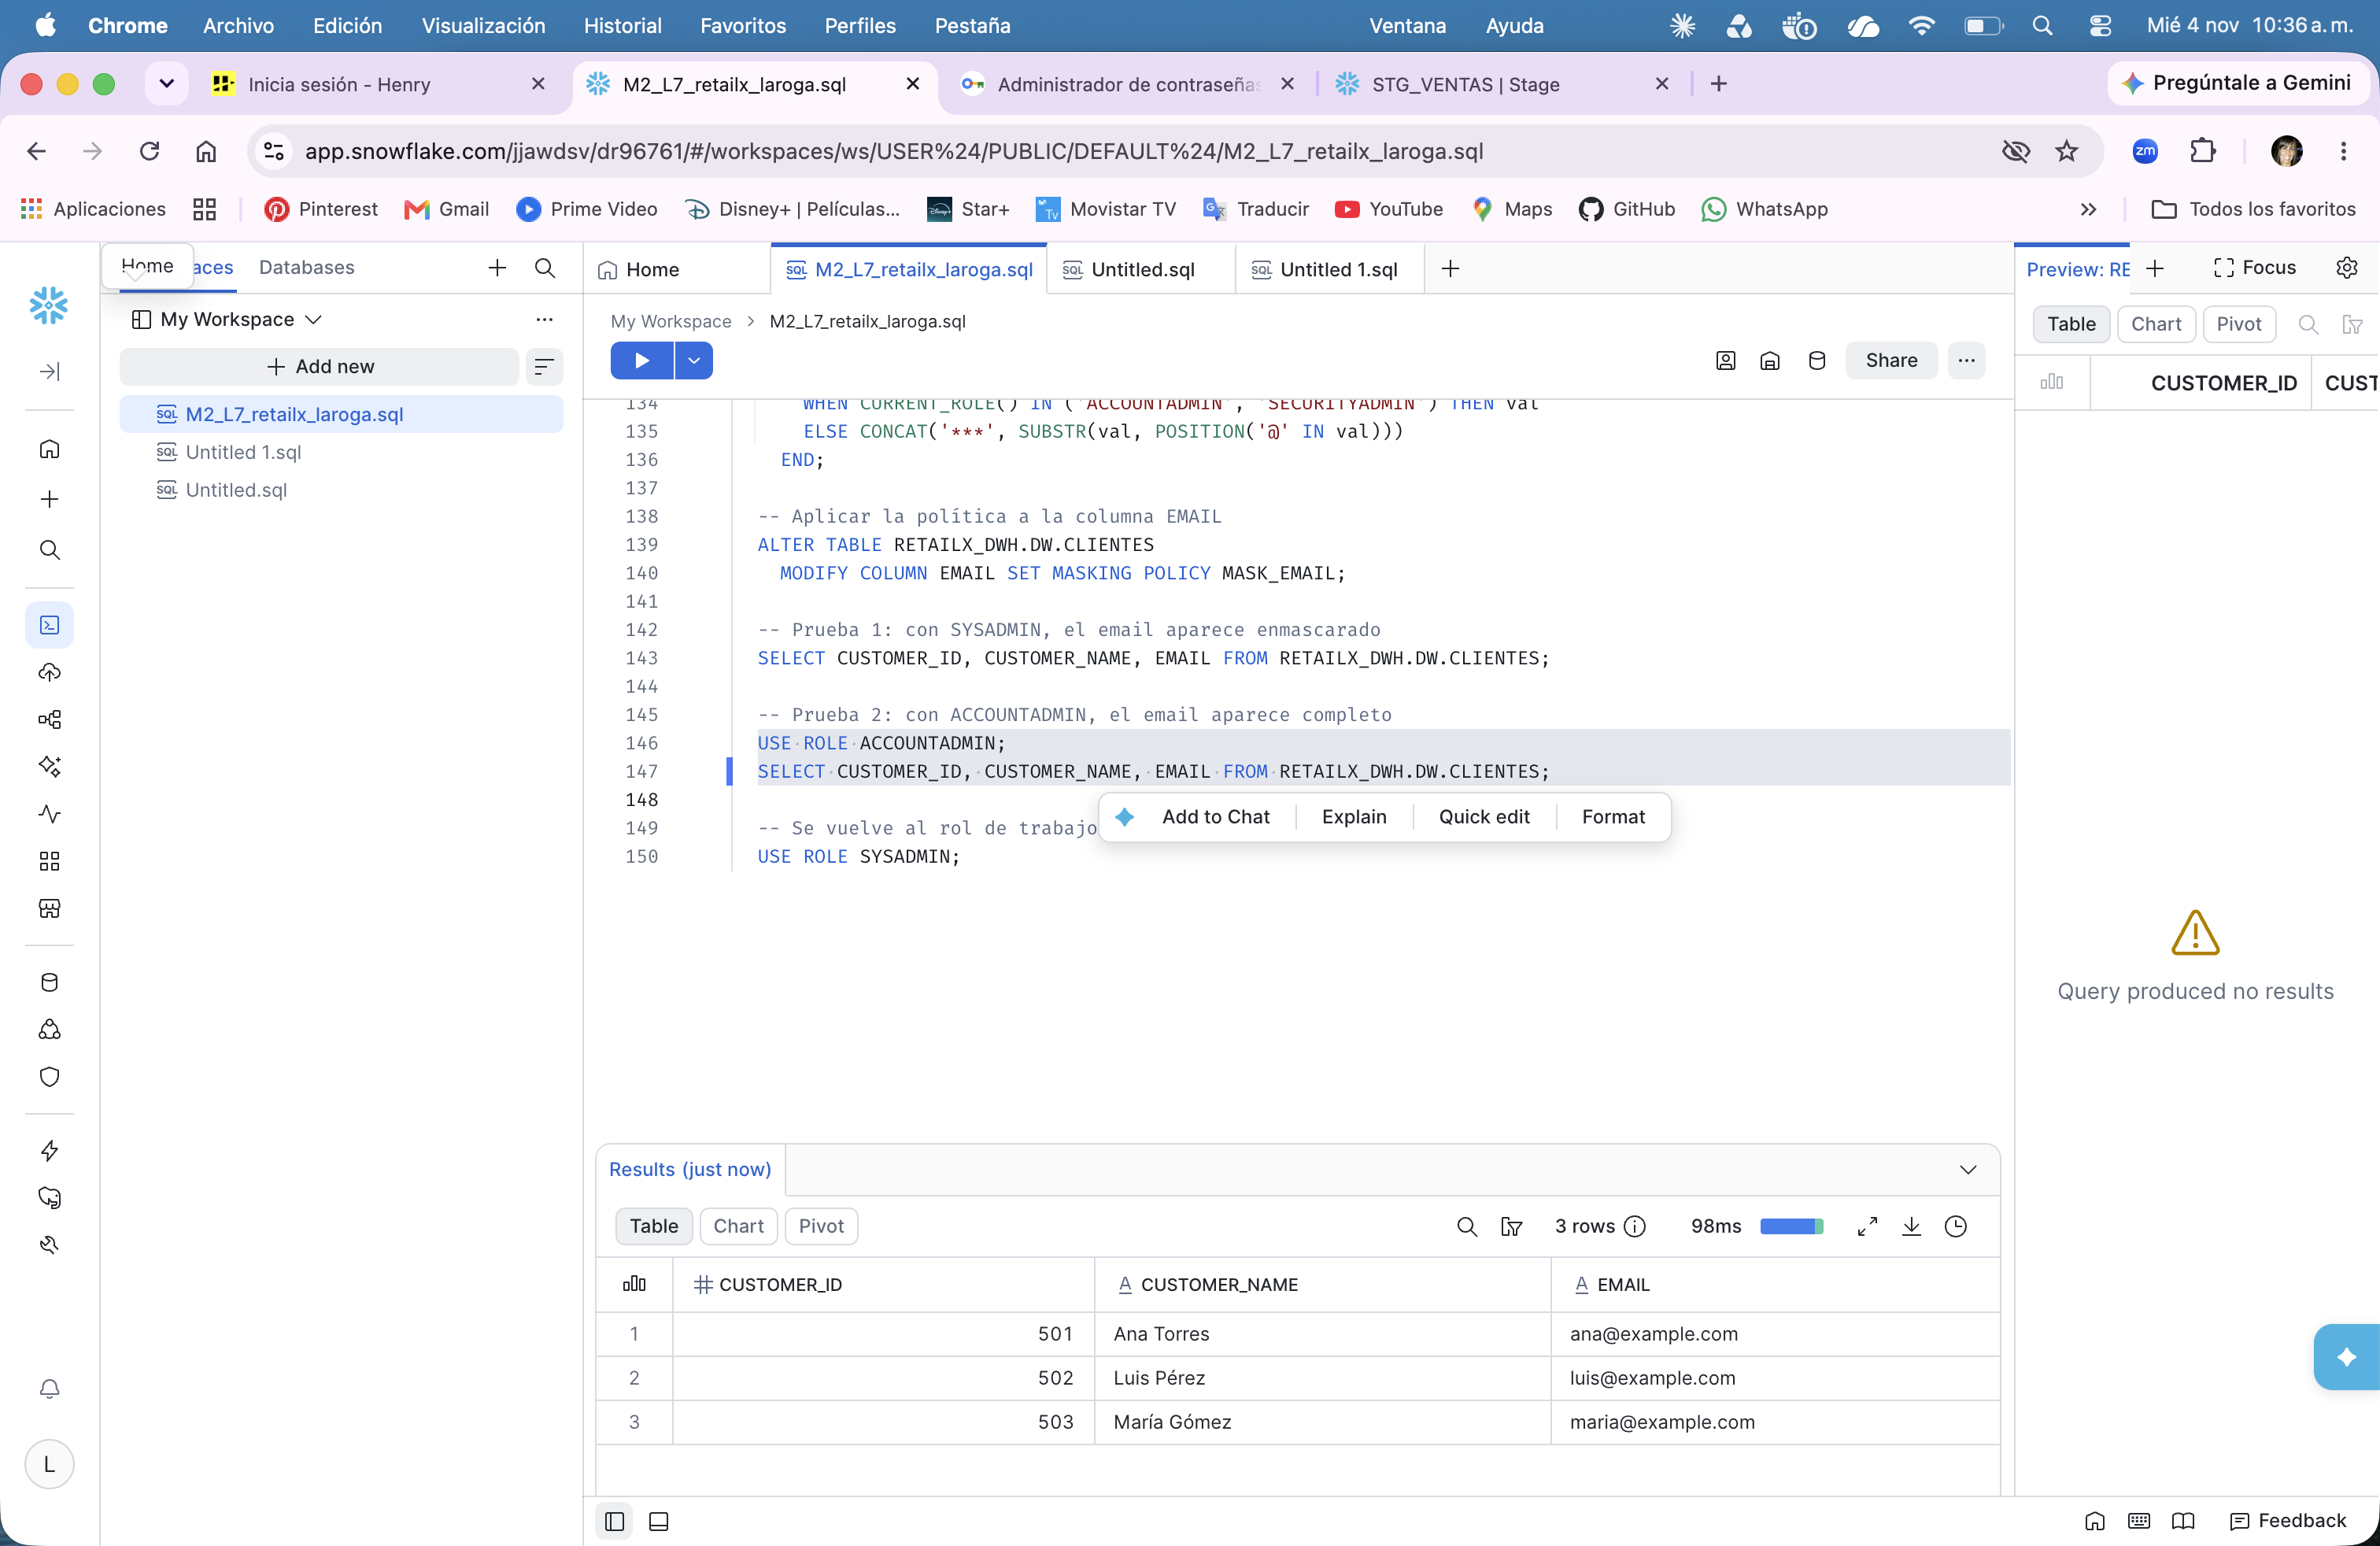 Chrome Archivo Edición Visualización Historial Favoritos Perfiles Pestaña Ventana Ayuda Mié 4 nov 10:36 a. m.
Inicia sesión - Henry M2_L7_retailx_laroga.sql Administrador de contraseñas STG_VENTAS | Stage Pregúntale a Gemini
app.snowflake.com/jjawdsv/dr96761/#/workspaces/ws/USER%24/PUBLIC/DEFAULT%24/M2_L7_retailx_laroga.sql zm
Aplicaciones Pinterest Gmail Prime Video Disney+ | Películas... Star+ Movistar TV Traducir YouTube Maps GitHub WhatsApp Todos los favoritos
Home aces Databases
My Workspace
Add new
M2_L7_retailx_laroga.sql
Untitled 1.sql
Untitled.sql
L
Home M2_L7_retailx_laroga.sql Untitled.sql Untitled 1.sql
My Workspace > M2_L7_retailx_laroga.sql
Share
134 WHEN CURRENT_ROLE() IN ('ACCOUNTADMIN', 'SECURITYADMIN') THEN val
135 ELSE CONCAT('***', SUBSTR(val, POSITION('@' IN val)))
136 END;
137
138 -- Aplicar la política a la columna EMAIL
139 ALTER TABLE RETAILX_DWH.DW.CLIENTES
140 MODIFY COLUMN EMAIL SET MASKING POLICY MASK_EMAIL;
141
142 -- Prueba 1: con SYSADMIN, el email aparece enmascarado
143 SELECT CUSTOMER_ID, CUSTOMER_NAME, EMAIL FROM RETAILX_DWH.DW.CLIENTES;
144
145 -- Prueba 2: con ACCOUNTADMIN, el email aparece completo
146 USE ROLE ACCOUNTADMIN;
147 SELECT CUSTOMER_ID, CUSTOMER_NAME, EMAIL FROM RETAILX_DWH.DW.CLIENTES;
148
149 -- Se vuelve al rol de trabajo
150 USE ROLE SYSADMIN;
Add to Chat Explain Quick edit Format
Results (just now)
Table Chart Pivot 3 rows 98ms
CUSTOMER_ID CUSTOMER_NAME EMAIL
1 501 Ana Torres ana@example.com
2 502 Luis Pérez luis@example.com
3 503 María Gómez maria@example.com
Preview: RE Focus
Table Chart Pivot
CUSTOMER_ID CUST
Query produced no results
Feedback